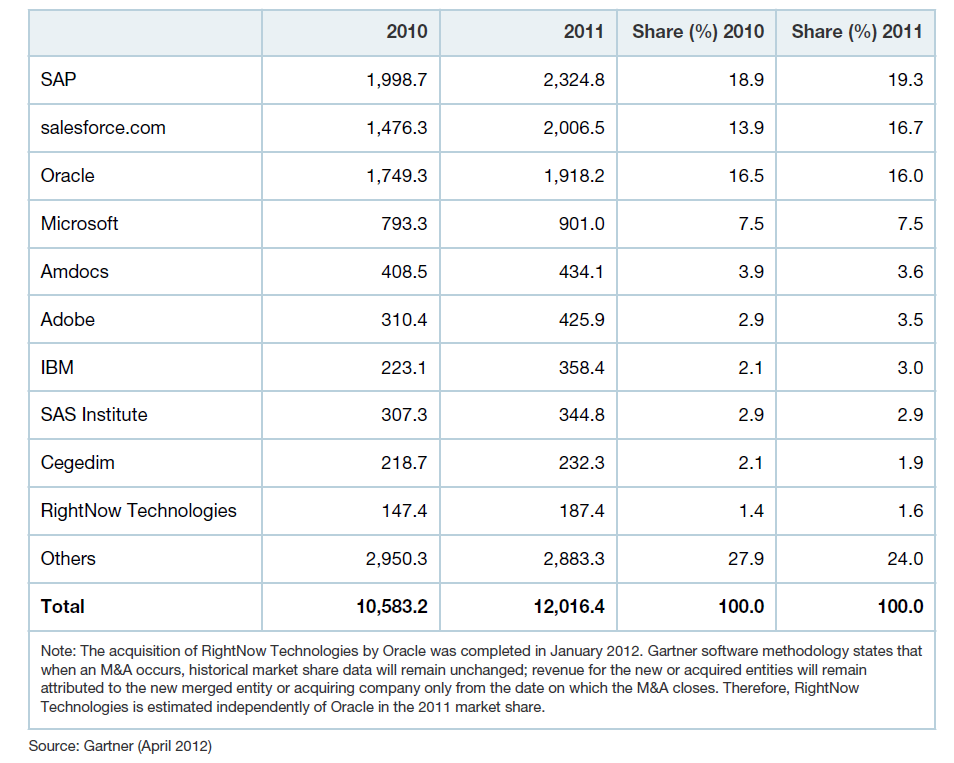 2010 2011 Share (%) 2010 Share (%) 2011
SAP 1,998.7 2,324.8 18.9 19.3
salesforce.com 1,476.3 2,006.5 13.9 16.7
Oracle 1,749.3 1,918.2 16.5 16.0
Microsoft 793.3 901.0 7.5 7.5
Amdocs 408.5 434.1 3.9 3.6
Adobe 310.4 425.9 2.9 3.5
IBM 223.1 358.4 2.1 3.0
SAS Institute 307.3 344.8 2.9 2.9
Cegedim 218.7 232.3 2.1 1.9
RightNow Technologies 147.4 187.4 1.4 1.6
Others 2,950.3 2,883.3 27.9 24.0
Total 10,583.2 12,016.4 100.0 100.0
Note: The acquisition of RightNow Technologies by Oracle was completed in January 2012. Gartner software methodology states that
when an M&A occurs, historical market share data will remain unchanged; revenue for the new or acquired entities will remain
attributed to the new merged entity or acquiring company only from the date on which the M&A closes. Therefore, RightNow
Technologies is estimated independently of Oracle in the 2011 market share.
Source: Gartner (April 2012)